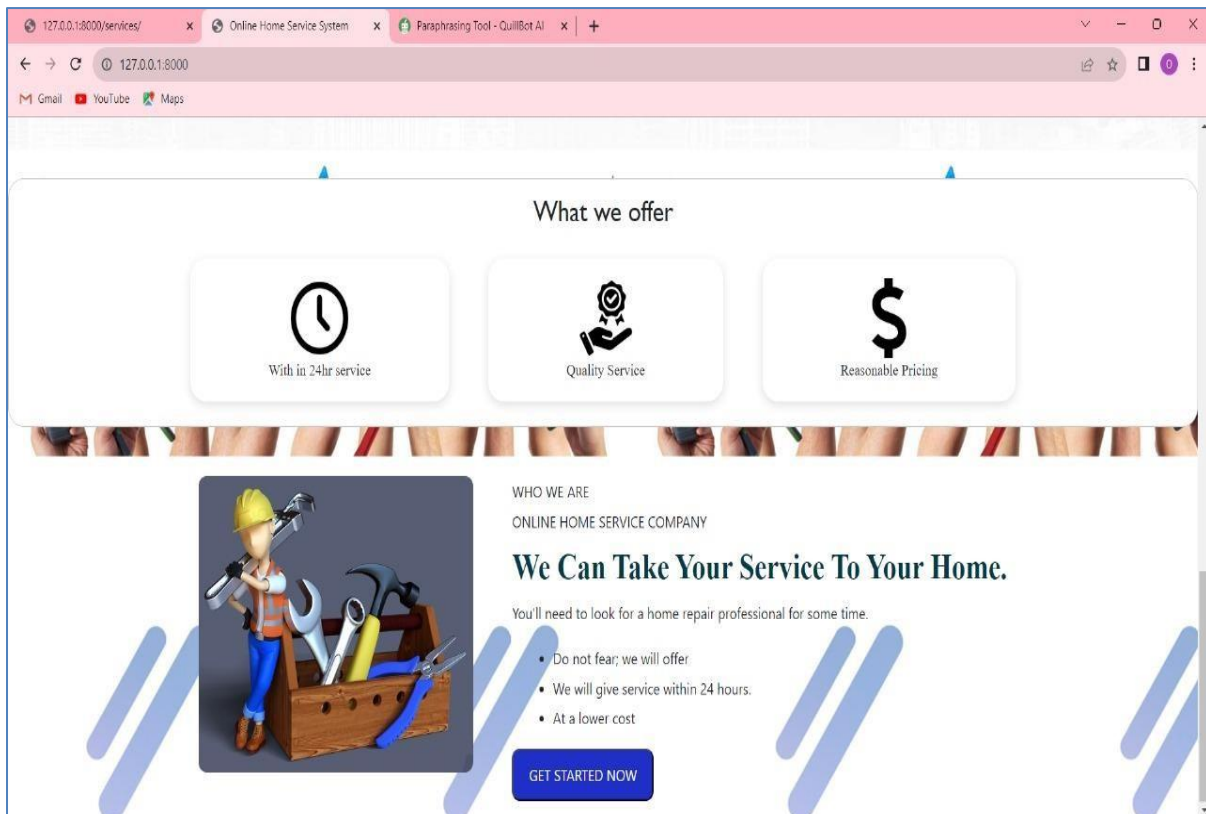 127.0.0.1:8000/services/
Online Home Service System
Paraphrasing Tool - QuillBot AI
127.0.0.1:8000
0
Gmail
YouTube
Maps
What we offer
With in 24hr service
Quality Service
Reasonable Pricing
WHO WE ARE
ONLINE HOME SERVICE COMPANY
We Can Take Your Service To Your Home.
You'll need to look for a home repair professional for some time.
Do not fear; we will offer
We will give service within 24 hours.
At a lower cost
GET STARTED NOW